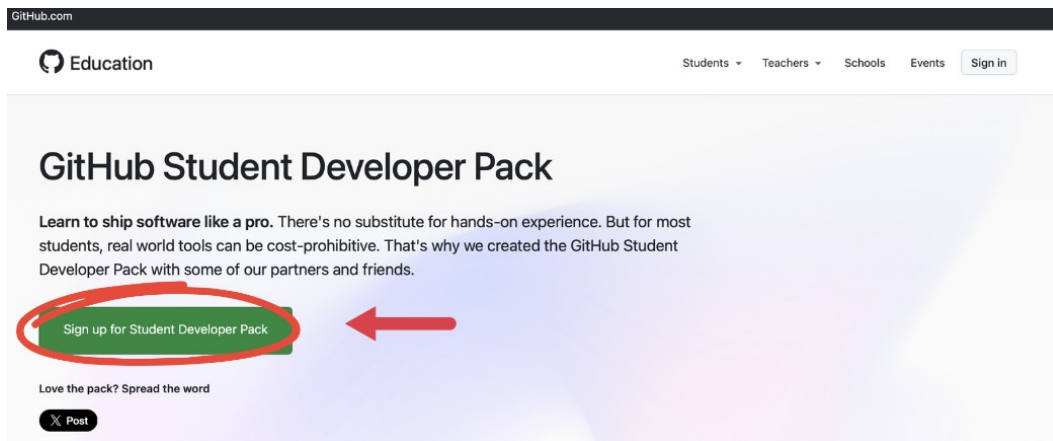 GitHub.com
Education
Students
Teachers
Schools
Events
Sign in
GitHub Student Developer Pack
Learn to ship software like a pro. There's no substitute for hands-on experience. But for most
students, real world tools can be cost-prohibitive. That's why we created the GitHub Student
Developer Pack with some of our partners and friends.
Sign up for Student Developer Pack
Love the pack? Spread the word
X Post